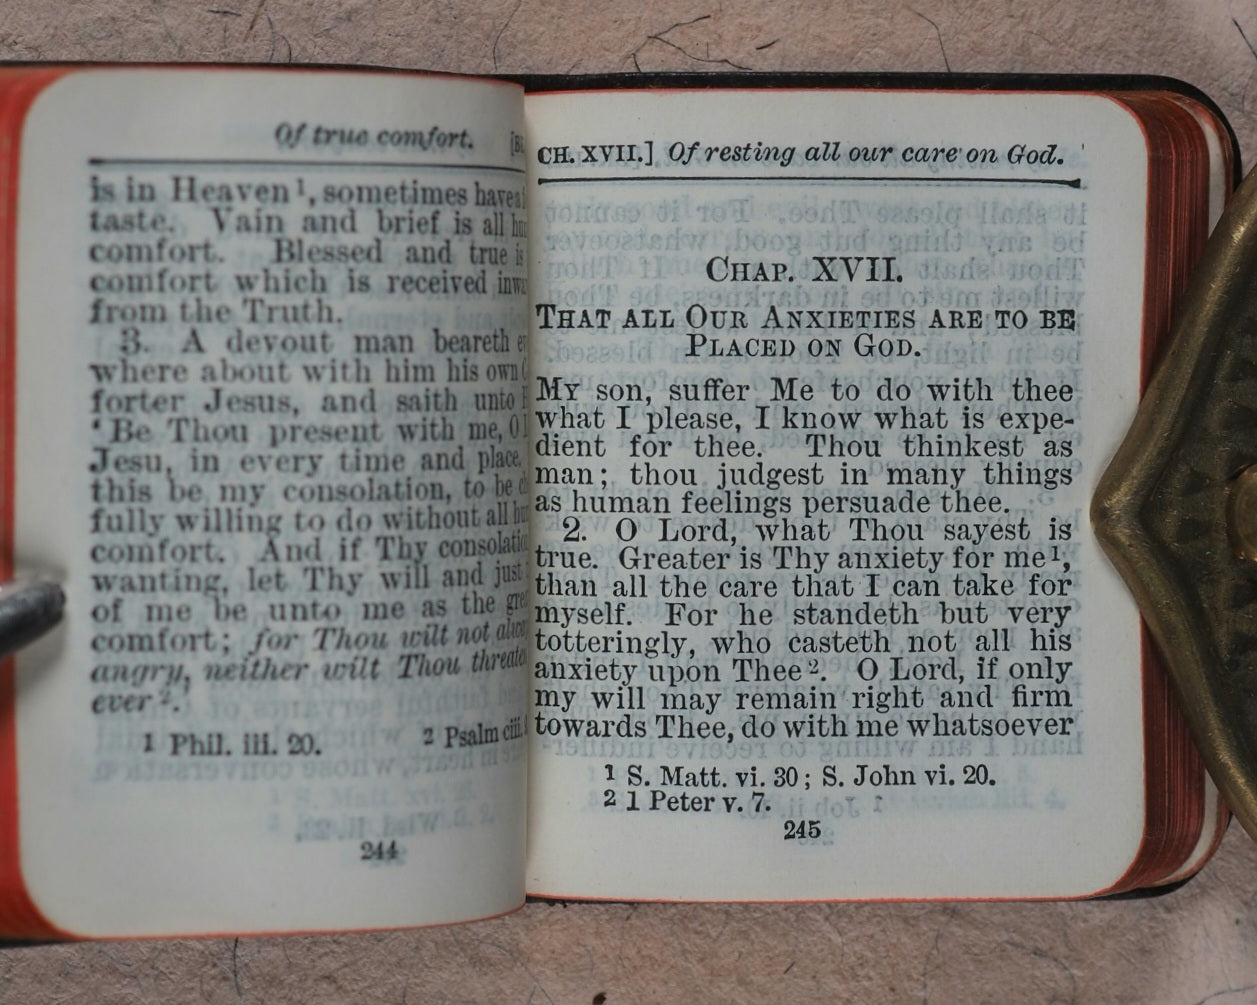 Of true comfort.
is in Heaven¹, sometimes have a
taste. Vain and brief is all
comfort. Blessed and true is
comfort which is received
from the Truth.
3. A devout man beareth
where about with him his own
forter Jesus, and saith unto
'Be Thou present with me, O
Jesu, in every time and place.
this be my consolation, to be
fully willing to do without all
comfort. And if Thy
wanting, let Thy will and just
of me be unto me as the
comfort; for Thou wilt not
angry, neither wilt Thou
ever².
1 Phil. iii. 20. 2 Psalm ciii.
244
CH. XVII.] Of resting all our care on God.
CHAP. XVII.
THAT ALL OUR ANXIETIES ARE TO BE
PLACED ON GOD.
My son, suffer Me to do with thee
what I please, I know what is expe-
dient for thee. Thou thinkest as
man; thou judgest in many things
as human feelings persuade thee.
2. O Lord, what Thou sayest is
true. Greater is Thy anxiety for me¹,
than all the care that I can take for
myself. For he standeth but very
totteringly, who casteth not all his
anxiety upon Thee². O Lord, if only
my will may remain right and firm
towards Thee, do with me whatsoever
1 S. Matt. vi. 30; S. John vi. 20.
2 1 Peter v. 7.
245